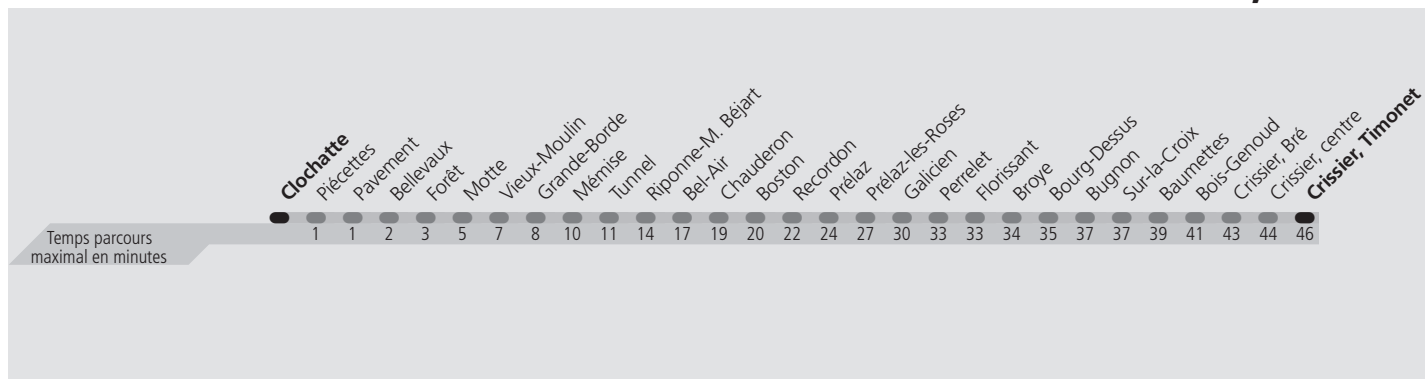 Clochatte
Piécettes
Pavement
Bellevaux
Forêt
Motte
Vieux-Moulin
Grande-Borde
Mémise
Tunnel
Riponne-M. Béjart
Bel-Air
Chauderon
Boston
Recordon
Prélaz
Prélaz-les-Roses
Galicien
Perrelet
Florissant
Broye
Bourg-Dessus
Bugnon
Sur-la-Croix
Baumettes
Bois-Genoud
Crissier, Bré
Crissier, centre
Crissier, Timonet
Temps parcours
maximal en minutes
1 1 2 3 5 7 8 10 11 14 17 19 20 22 24 27 30 33 33 34 35 37 37 39 41 43 44 46